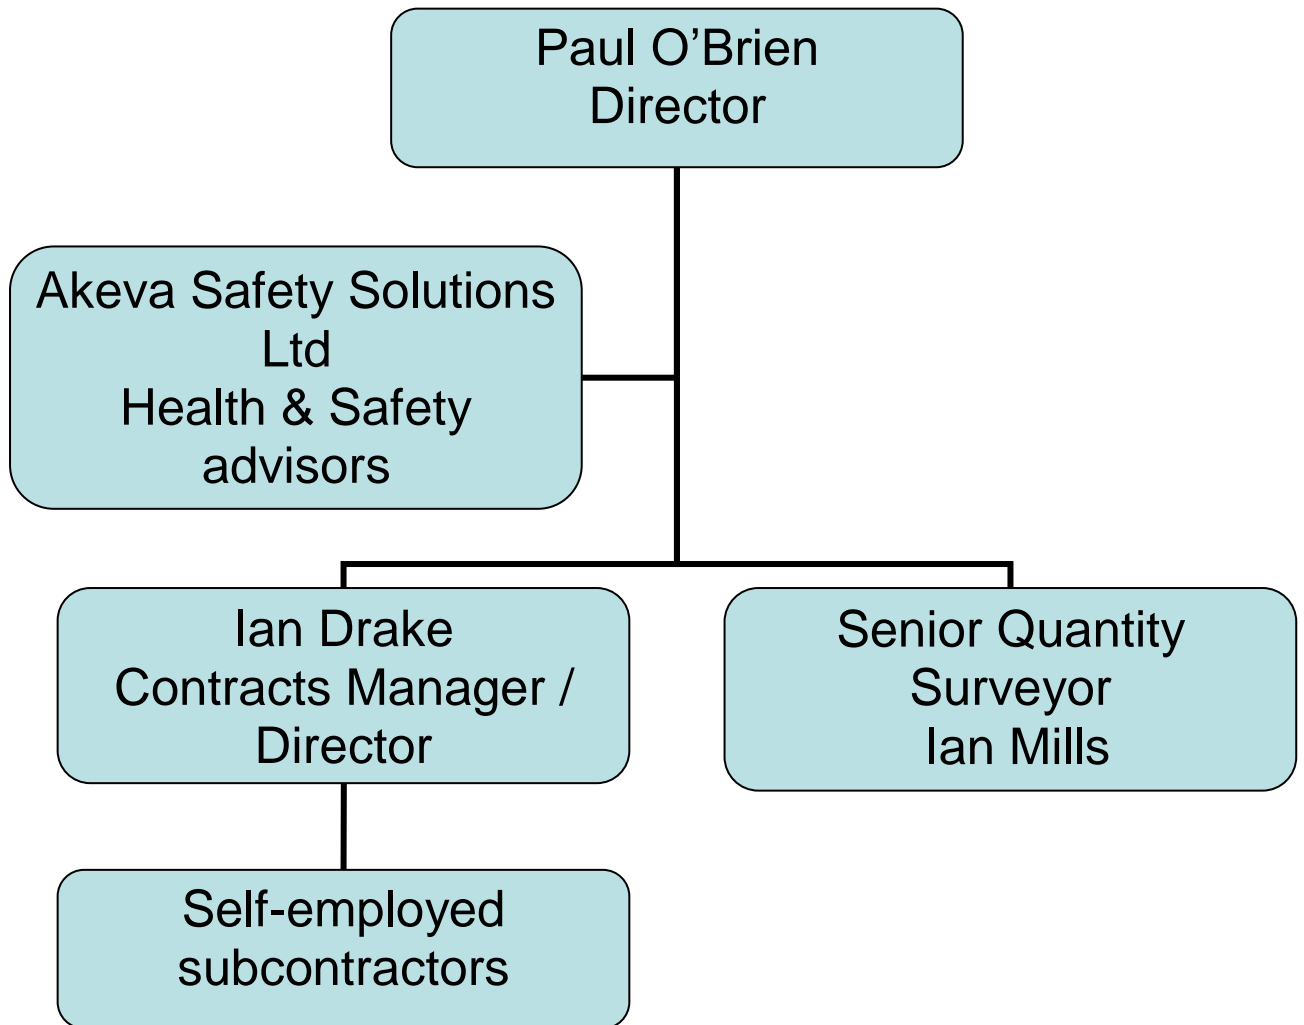 Paul O’Brien
Director
Akeva Safety Solutions
Ltd
Health & Safety
advisors
Ian Drake
Contracts Manager /
Director
Senior Quantity
Surveyor
Ian Mills
Self-employed
subcontractors